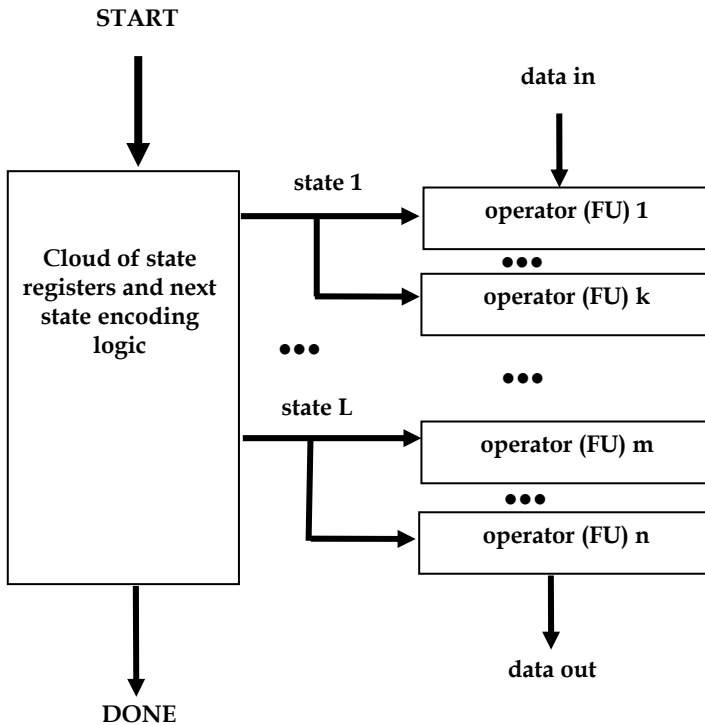 START
data in
state 1
operator (FU) 1
Cloud of state
registers and next
state encoding
logic
operator (FU) k
state L
operator (FU) m
operator (FU) n
data out
DONE